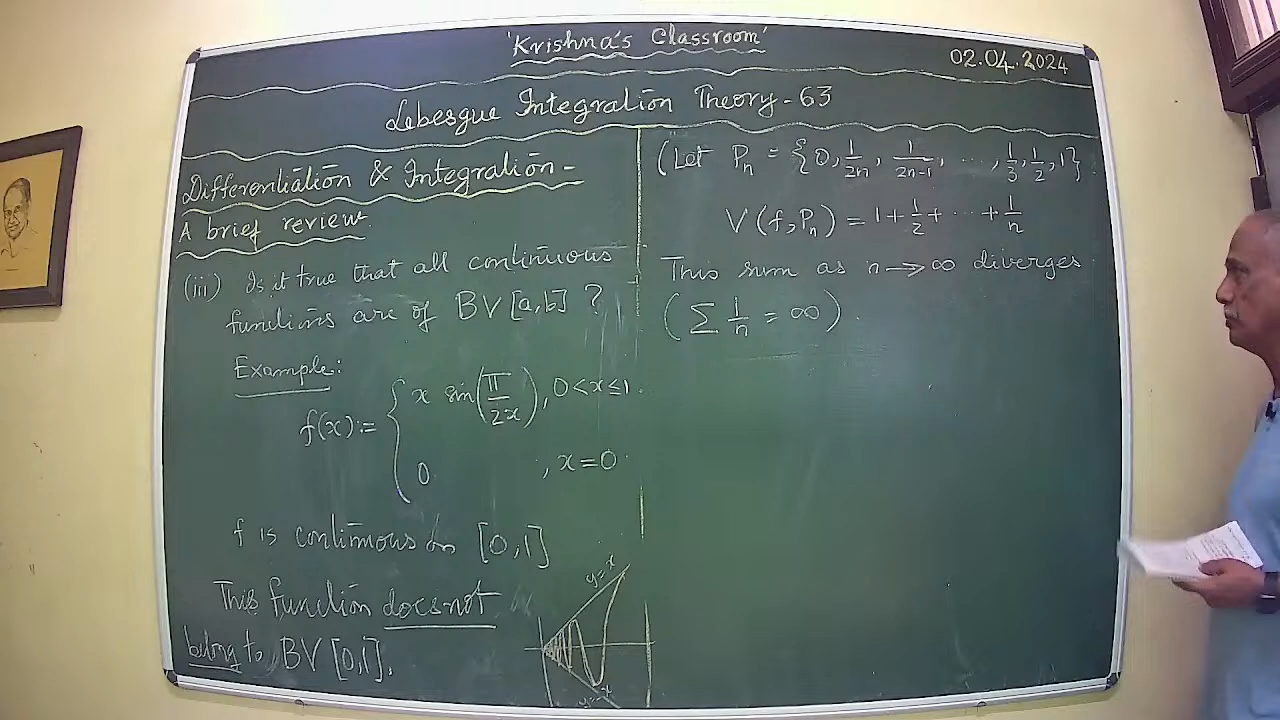 'Krishna's Classroom'
02.04.2024
Lebesgue Integration Theory - 63
Differentiation & Integration -
A brief review
(iii) Is it true that all continuous
functions are of BV [a,b] ?
Example:
f(x) := { x sin(π/2x), 0<x≤1.
0 , x=0.
f is continuous on [0,1]
This function does not
belong to BV [0,1].
y=x
y=-x
(Let Pn = {0, 1/2n, 1/2n-1, ..., 1/3, 1/2, 1}.
V(f,Pn) = 1+1/2+...+1/n
This sum as n→∞ diverges
(∑ 1/n = ∞).